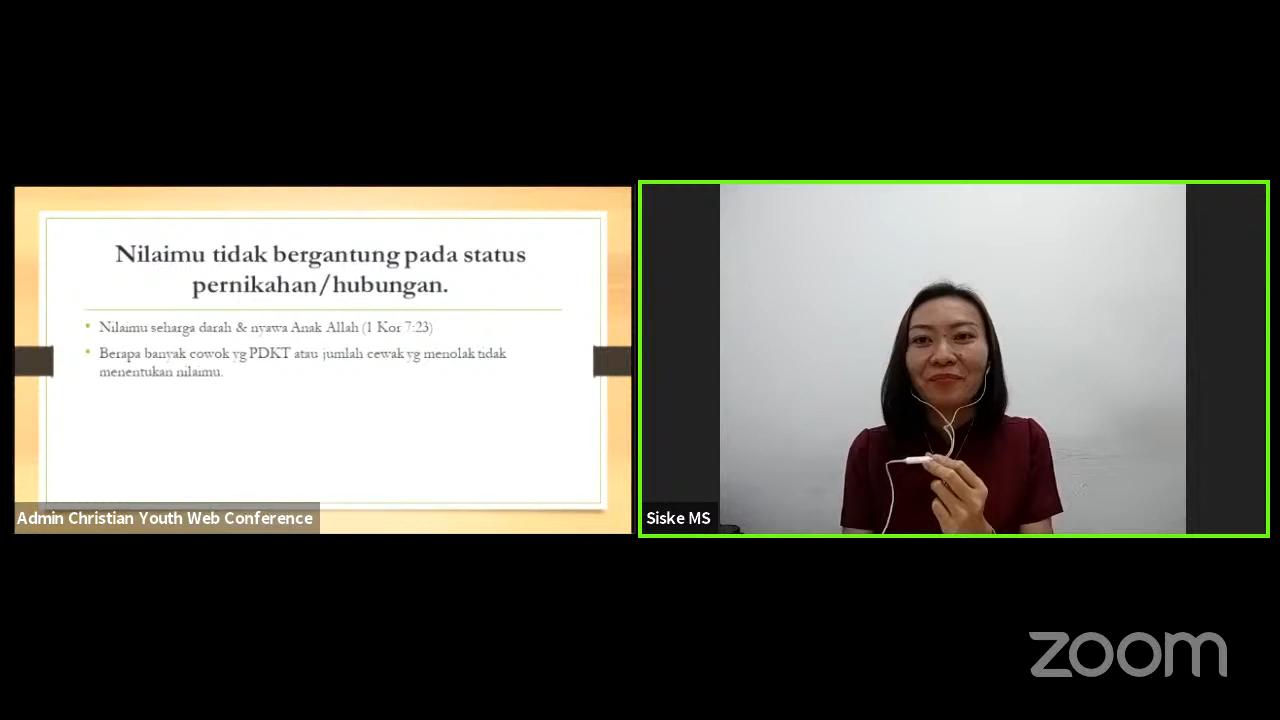 Nilaimu tidak bergantung pada status
pernikahan/hubungan.
• Nilaimu seharga darah & nyawa Anak Allah (1 Kor 7:23)
• Berapa banyak cowok yg PDKT atau jumlah cewak yg menolak tidak
menentukan nilaimu.
Admin Christian Youth Web Conference
Siske MS
zoom